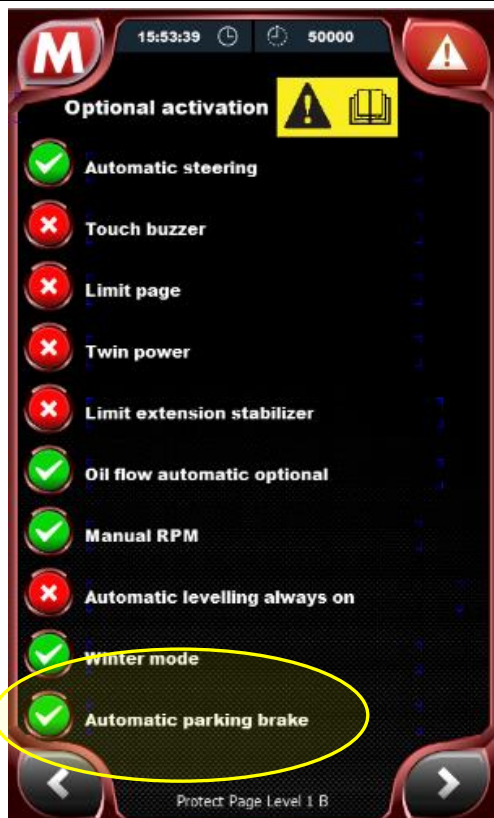 M
15:53:39
50000
Optional activation
Automatic steering
Touch buzzer
Limit page
Twin power
Limit extension stabilizer
Oil flow automatic optional
Manual RPM
Automatic levelling always on
Winter mode
Automatic parking brake
Protect Page Level 1 B